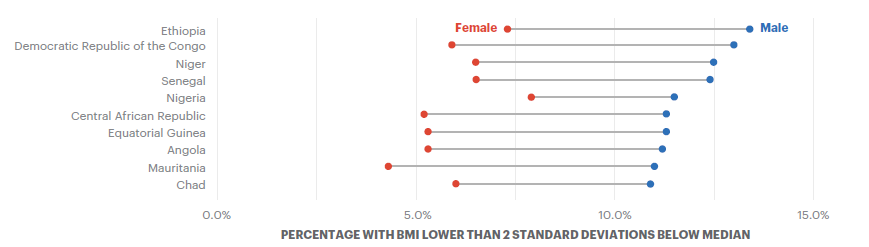 Ethiopia
Female
Male
Democratic Republic of the Congo
Niger
Senegal
Nigeria
Central African Republic
Equatorial Guinea
Angola
Mauritania
Chad
0.0%
5.0%
10.0%
15.0%
PERCENTAGE WITH BMI LOWER THAN 2 STANDARD DEVIATIONS BELOW MEDIAN